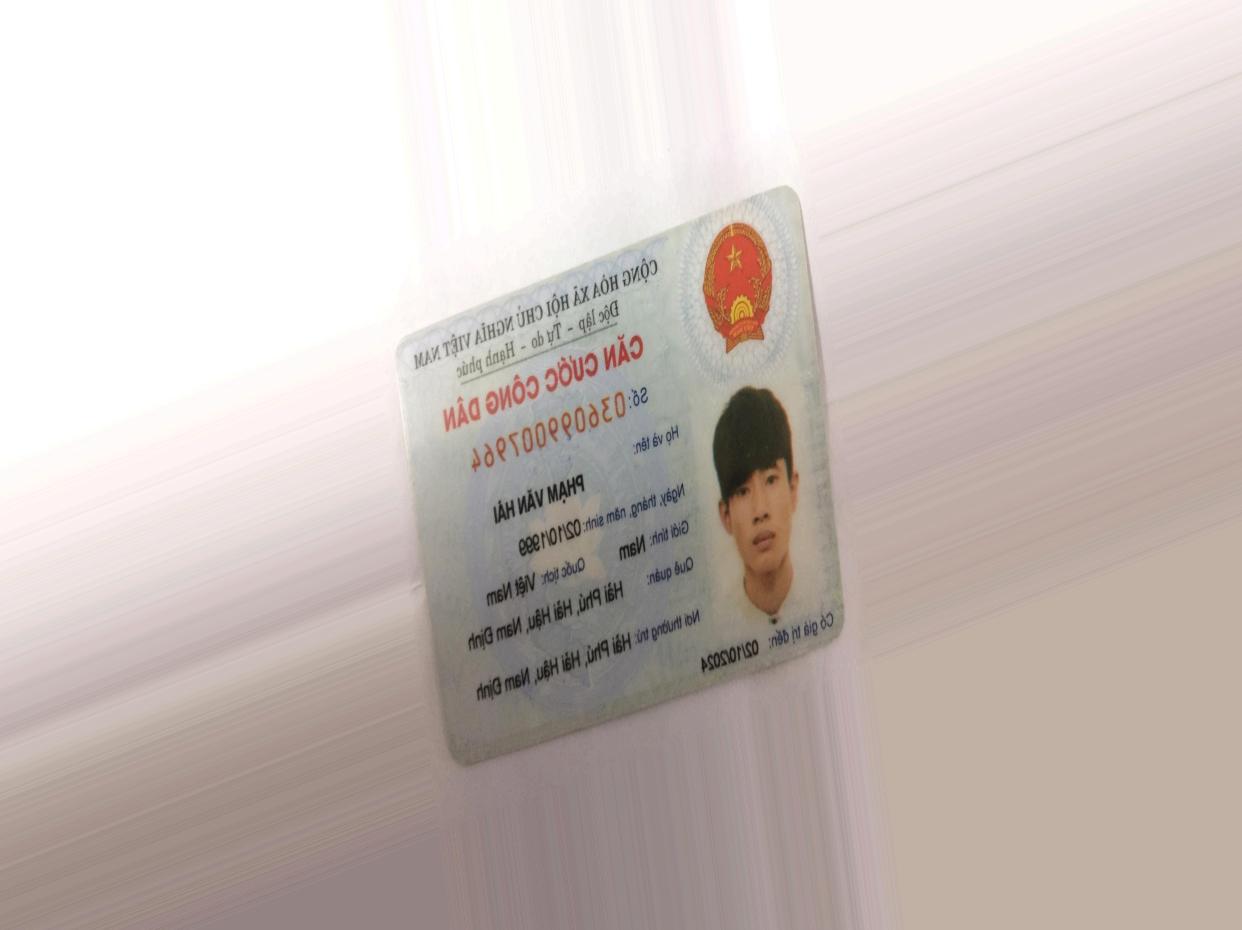 CỘNG HÒA XÃ HỘI CHỦ NGHĨA VIỆT NAM
Độc lập - Tự do - Hạnh phúc
CĂN CƯỚC CÔNG DÂN
Số: 036099007964
Họ và tên:
PHẠM VĂN HẢI
Ngày, tháng, năm sinh: 02/10/1999
Giới tính: Nam Quốc tịch: Việt Nam
Quê quán: Hải Phú, Hải Hậu, Nam Định
Nơi thường trú: Hải Phú, Hải Hậu, Nam Định
Có giá trị đến: 02/10/2024